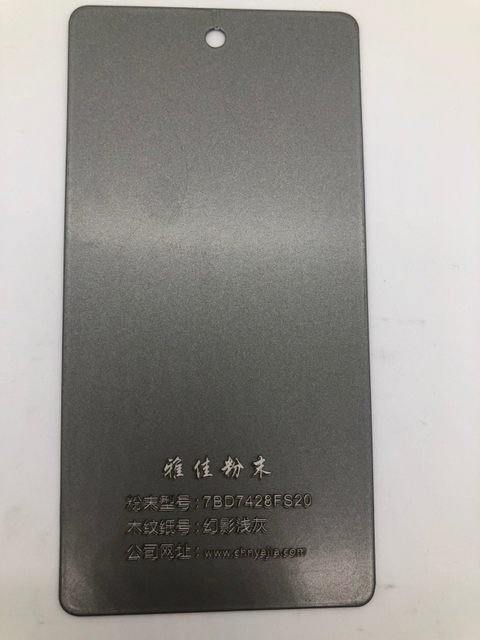 雅佳粉末
粉末型号:7BD7428FS20
木纹纸号:幻影浅灰
公司网址:www.chnyajia.com